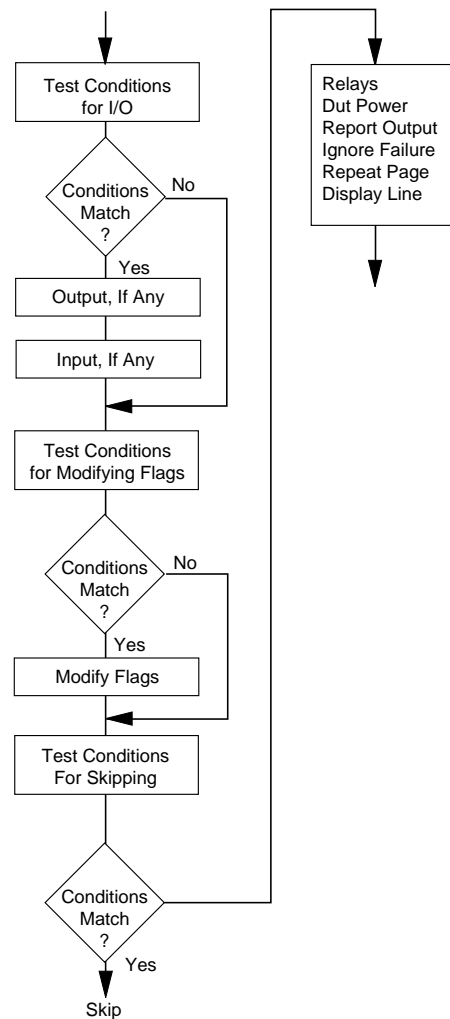 Test Conditions
for I/O
Conditions
Match
?
No
Yes
Output, If Any
Input, If Any
Test Conditions
for Modifying Flags
Conditions
Match
?
No
Yes
Modify Flags
Test Conditions
For Skipping
Conditions
Match
?
Yes
Skip
Relays
Dut Power
Report Output
Ignore Failure
Repeat Page
Display Line